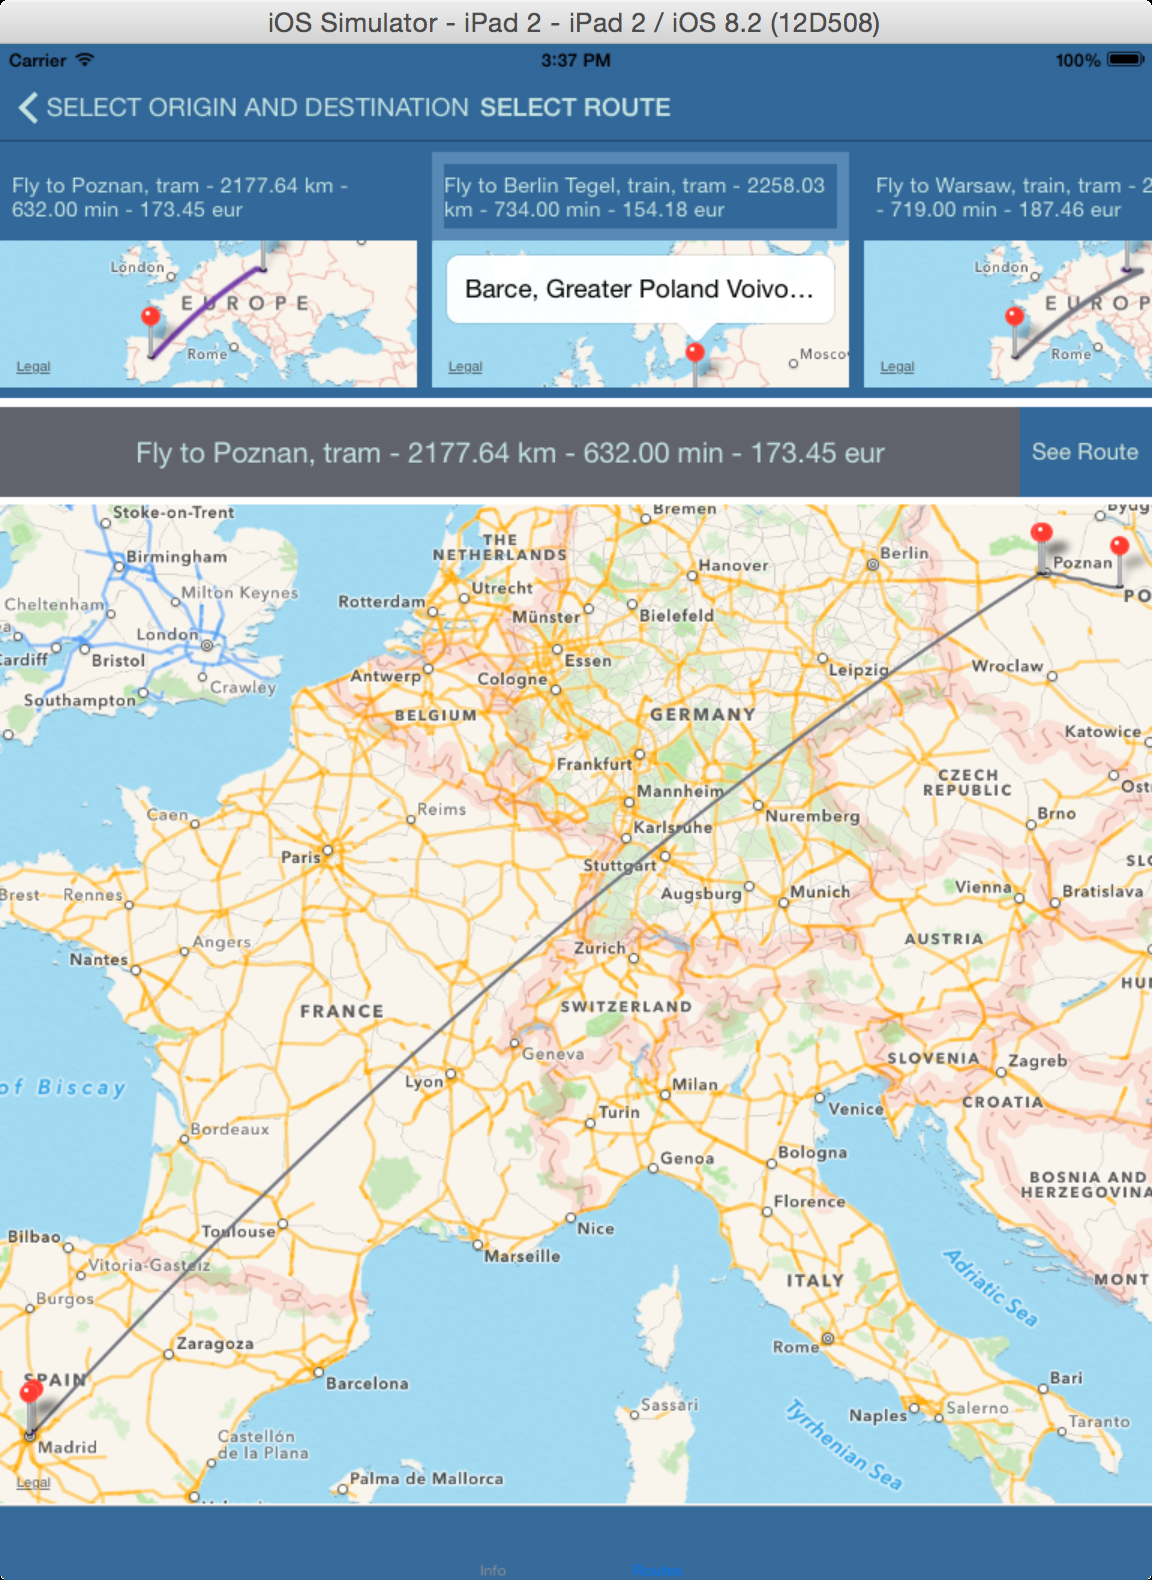 iOS Simulator - iPad 2 - iPad 2 / iOS 8.2 (12D508)
Carrier 3:37 PM 100%
SELECT ORIGIN AND DESTINATION SELECT ROUTE
Fly to Poznan, tram - 2177.64 km -
632.00 min - 173.45 eur
Fly to Berlin Tegel, train, tram - 2258.03
km - 734.00 min - 154.18 eur
Fly to Warsaw, train, tram - 2
- 719.00 min - 187.46 eur
London
EUROPE
Rome
Legal
Barce, Greater Poland Voivo...
Mosco
Legal
London
EUROP
Rome
Legal
Fly to Poznan, tram - 2177.64 km - 632.00 min - 173.45 eur
See Route
Stoke-on-Trent
Birmingham
Milton Keynes
Cheltenham
London
Cardiff
Bristol
Crawley
Southampton
THE
NETHERLANDS
Utrecht
Rotterdam
Münster
Bremen
Hanover
Berlin
Bielefeld
Poznan
PO
Essen
Antwerp
Cologne
Leipzig
Wroclaw
BELGIUM
GERMANY
Katowice
Frankfurt
CZECH
REPUBLIC
Ost
Mannheim
Caen
Reims
Karlsruhe
Nuremberg
Brno
Paris
Stuttgart
SLO
Brest
Rennes
Augsburg
Munich
Vienna
Bratislava
Angers
Nantes
Zurich
AUSTRIA
HUN
FRANCE
SWITZERLAND
Geneva
SLOVENIA
Zagreb
of Biscay
Lyon
Milan
Turin
Venice
CROATIA
Bordeaux
Genoa
Bologna
BOSNIA AND
HERZEGOVINA
Florence
Toulouse
Nice
Bilbao
Marseille
Vitoria-Gasteiz
ITALY
Adriatic Sea
MONT
Burgos
Zaragoza
Rome
SPAIN
Barcelona
Bari
Sassari
Naples
Salerno
Taranto
Madrid
Castellón
de la Plana
Tyrrhenian Sea
Palma de Mallorca
Legal
Info